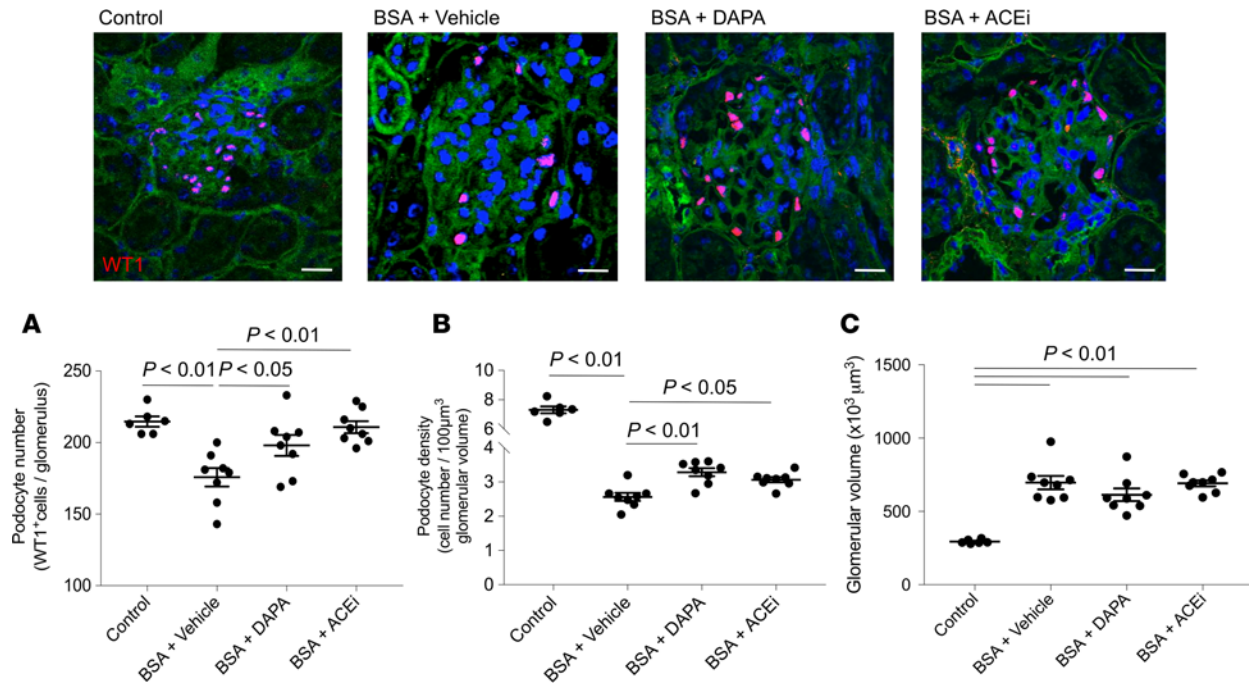 Control
BSA + Vehicle
BSA + DAPA
BSA + ACEi
WT1
A
P < 0.01
P < 0.01
P < 0.05
250
200
150
100
Podocyte number
(WT1⁺cells / glomerulus)
Control
BSA + Vehicle
BSA + DAPA
BSA + ACEi
B
P < 0.01
P < 0.05
P < 0.01
10
8
6
4
3
2
1
0
Podocyte density
(cell number / 100µm³
glomerular volume)
Control
BSA + Vehicle
BSA + DAPA
BSA + ACEi
C
P < 0.01
1500
1000
500
0
Glomerular volume (x10³ µm³)
Control
BSA + Vehicle
BSA + DAPA
BSA + ACEi